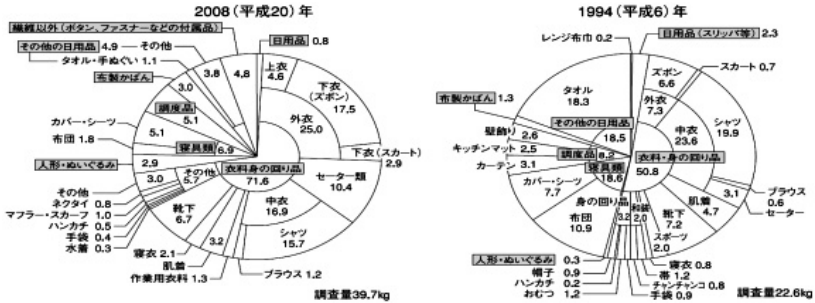 2008（平成20）年
繊維以外（ボタン、ファスナーなどの付属品）
その他の日用品 4.9
その他
タオル・手ぬぐい 1.1
布製かばん
3.0
3.8
4.8
日用品 0.8
上衣
4.6
下衣
（ズボン）
17.5
外衣
25.0
調度品
5.1
カバー・シーツ
5.1
布団 1.8
寝具類 6.9
下衣（スカート）
2.9
人形・ぬいぐるみ
2.9
衣料身の回り品
71.6
セーター類
10.4
その他
3.0
その他
5.7
ネクタイ 0.8
マフラー・スカーフ 1.0
ハンカチ 0.5
手袋 0.4
水着 0.3
靴下
6.7
中衣
16.9
シャツ
15.7
寝衣 2.1
肌着
3.2
作業用衣料 1.3
ブラウス 1.2
調査量39.7kg
1994（平成6）年
レンジ布巾 0.2
日用品（スリッパ等） 2.3
ズボン
6.6
スカート 0.7
タオル
18.3
外衣
7.3
シャツ
19.9
布製かばん 1.3
その他の日用品
18.5
中衣
23.6
壁飾り
2.6
キッチンマット 2.5
調度品
8.2
衣料・身の回り品
50.8
カーテン
3.1
寝具類
18.6
カバー・シーツ
7.7
ブラウス
0.6
3.1
セーター
肌着
4.7
身の回り品
3.2
和装
2.0
靴下
7.2
布団
10.9
スポーツ
2.0
人形・ぬいぐるみ 0.3
帽子 0.9
ハンカチ 0.2
おむつ 1.2
寝衣 0.8
帯 1.2
チャンチャンコ 0.8
手袋 0.9
調査量22.6kg